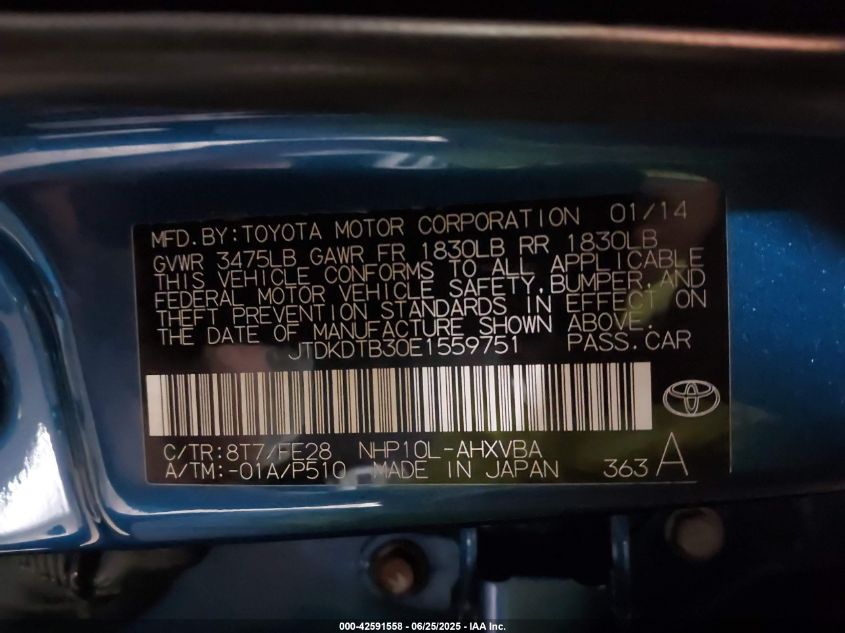 MFD.BY:TOYOTA MOTOR CORPORATION 01/14
GVWR 3475LB GAWR FR 1830LB RR 1830LB
THIS VEHICLE CONFORMS TO ALL APPLICABLE
FEDERAL MOTOR VEHICLE SAFETY,BUMPER,AND
THEFT PREVENTION STANDARDS IN EFFECT ON
THE DATE OF MANUFACTURE SHOWN ABOVE.
JTDKDTB30E1559751 PASS.CAR
C/TR:8T7/FE28 NHP10L-AHXVBA
A/TM:-01A/P510 MADE IN JAPAN 363 A
000-42591558 - 06/25/2025 - IAA Inc.